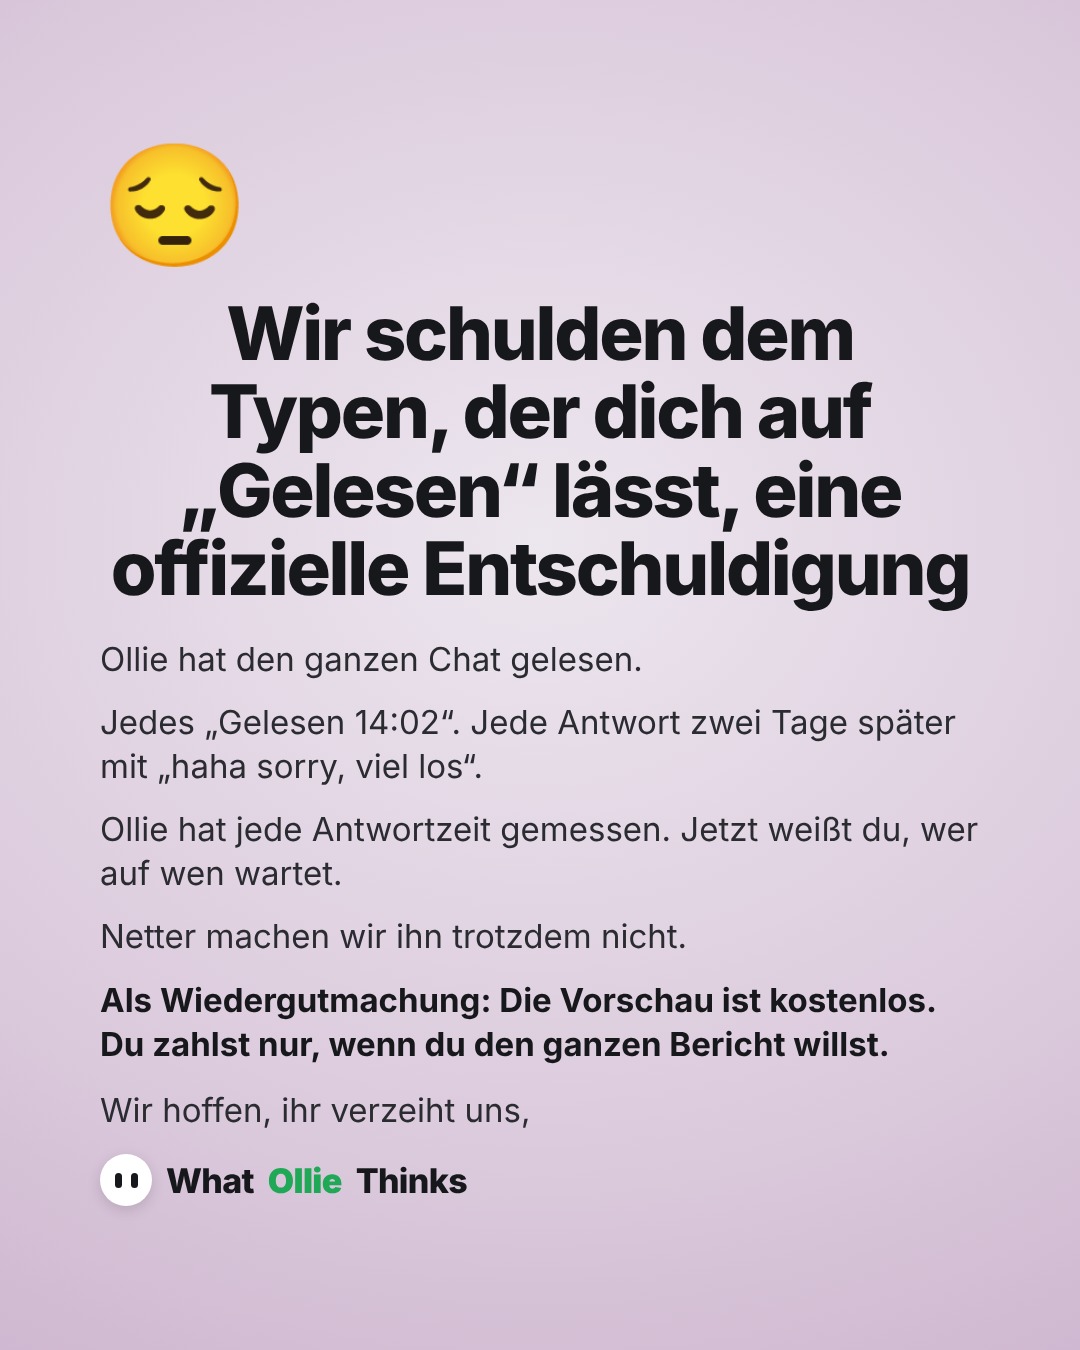 Wir schulden dem
Typen, der dich auf
„Gelesen“ lässt, eine
offizielle Entschuldigung
Ollie hat den ganzen Chat gelesen.
Jedes „Gelesen 14:02“. Jede Antwort zwei Tage später
mit „haha sorry, viel los“.
Ollie hat jede Antwortzeit gemessen. Jetzt weißt du, wer
auf wen wartet.
Netter machen wir ihn trotzdem nicht.
Als Wiedergutmachung: Die Vorschau ist kostenlos.
Du zahlst nur, wenn du den ganzen Bericht willst.
Wir hoffen, ihr verzeiht uns,
What Ollie Thinks